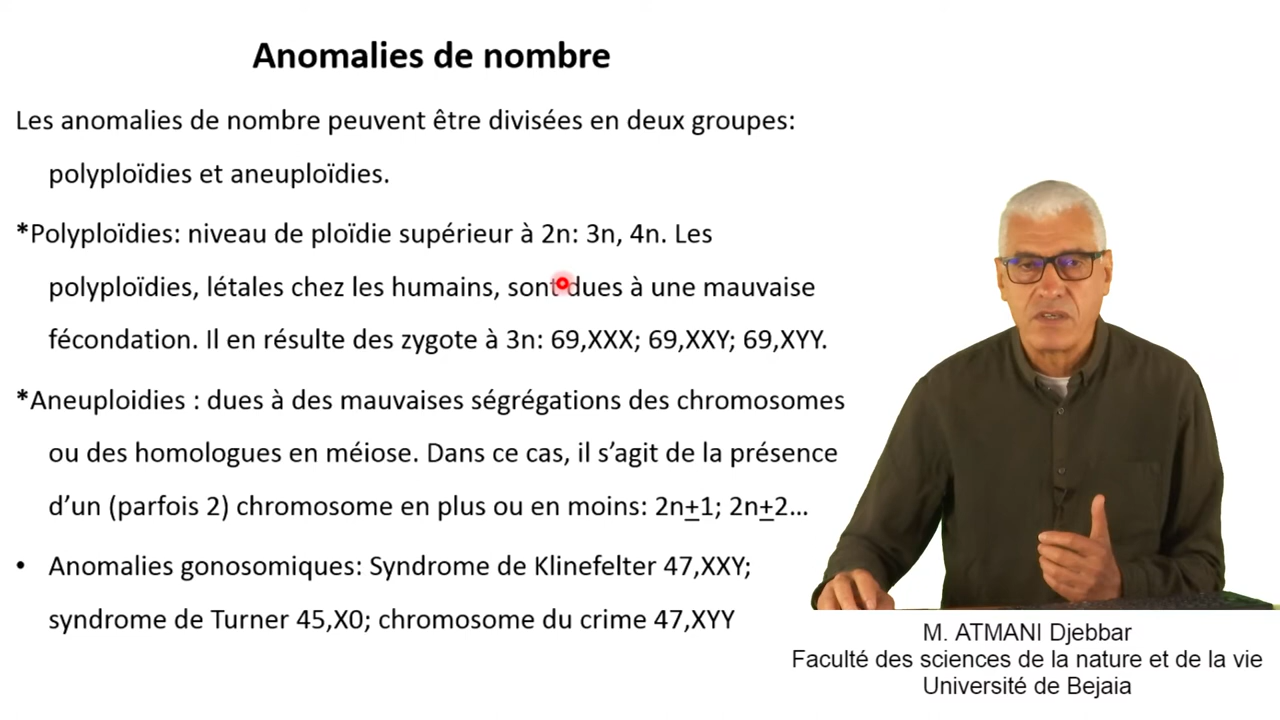 Anomalies de nombre
Les anomalies de nombre peuvent être divisées en deux groupes:
polyploïdies et aneuploïdies.
*Polyploïdies: niveau de ploïdie supérieur à 2n: 3n, 4n. Les
polyploïdies, létales chez les humains, sont dues à une mauvaise
fécondation. Il en résulte des zygote à 3n: 69,XXX; 69,XXY; 69,XYY.
*Aneuploidies : dues à des mauvaises ségrégations des chromosomes
ou des homologues en méiose. Dans ce cas, il s’agit de la présence
d’un (parfois 2) chromosome en plus ou en moins: 2n+1; 2n+2…
• Anomalies gonosomiques: Syndrome de Klinefelter 47,XXY;
syndrome de Turner 45,X0; chromosome du crime 47,XYY
M. ATMANI Djebbar
Faculté des sciences de la nature et de la vie
Université de Bejaia